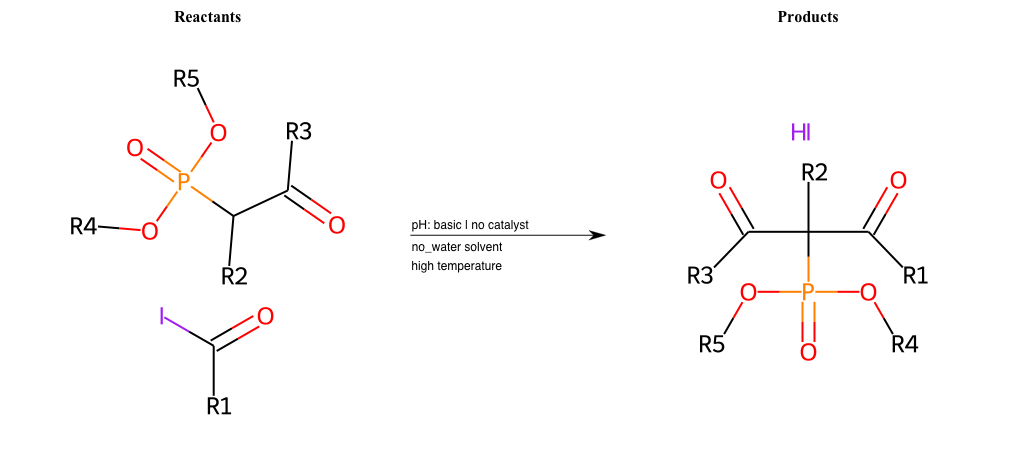 Reactants
Products
R5
O
R3
O
P
R4
O
O
R2
I
O
R1
pH: basic | no catalyst
no_water solvent
high temperature
HI
R2
O
O
R3
R1
O
P
O
R5
O
R4